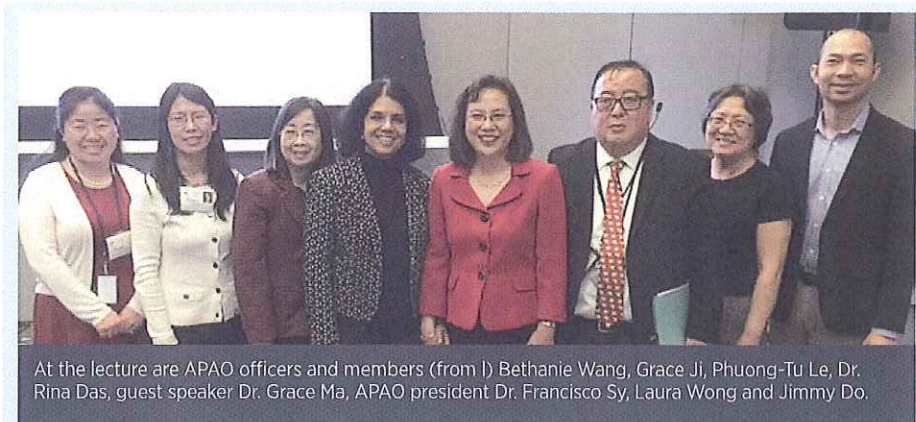 At the lecture are APAO officers and members (from l) Bethanie Wang, Grace Ji, Phuong-Tu Le, Dr.
Rina Das, guest speaker Dr. Grace Ma, APAO president Dr. Francisco Sy, Laura Wong and Jimmy Do.